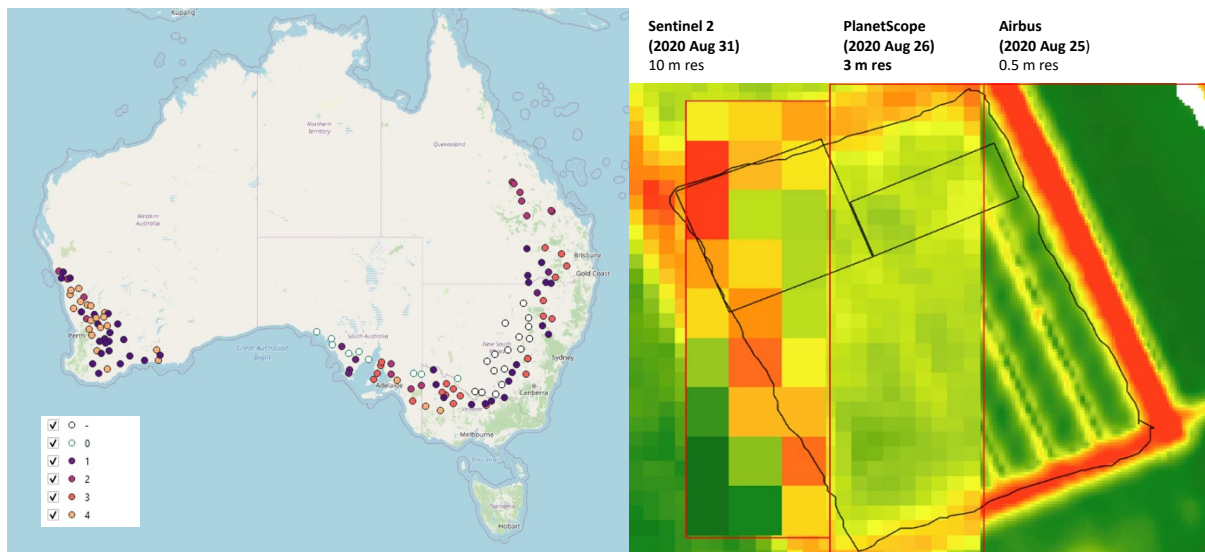 Kupang
Northern
Territory
Queensland
Western
Australia
Brisbane
Gold Coast
South Australia
Perth
Great Australian
Bight
New South
Sydney
Adelaide
Canberra
Victoria
Melbourne
Tasmania
Hobart
-
0
1
2
3
4
Sentinel 2
(2020 Aug 31)
10 m res
PlanetScope
(2020 Aug 26)
3 m res
Airbus
(2020 Aug 25)
0.5 m res